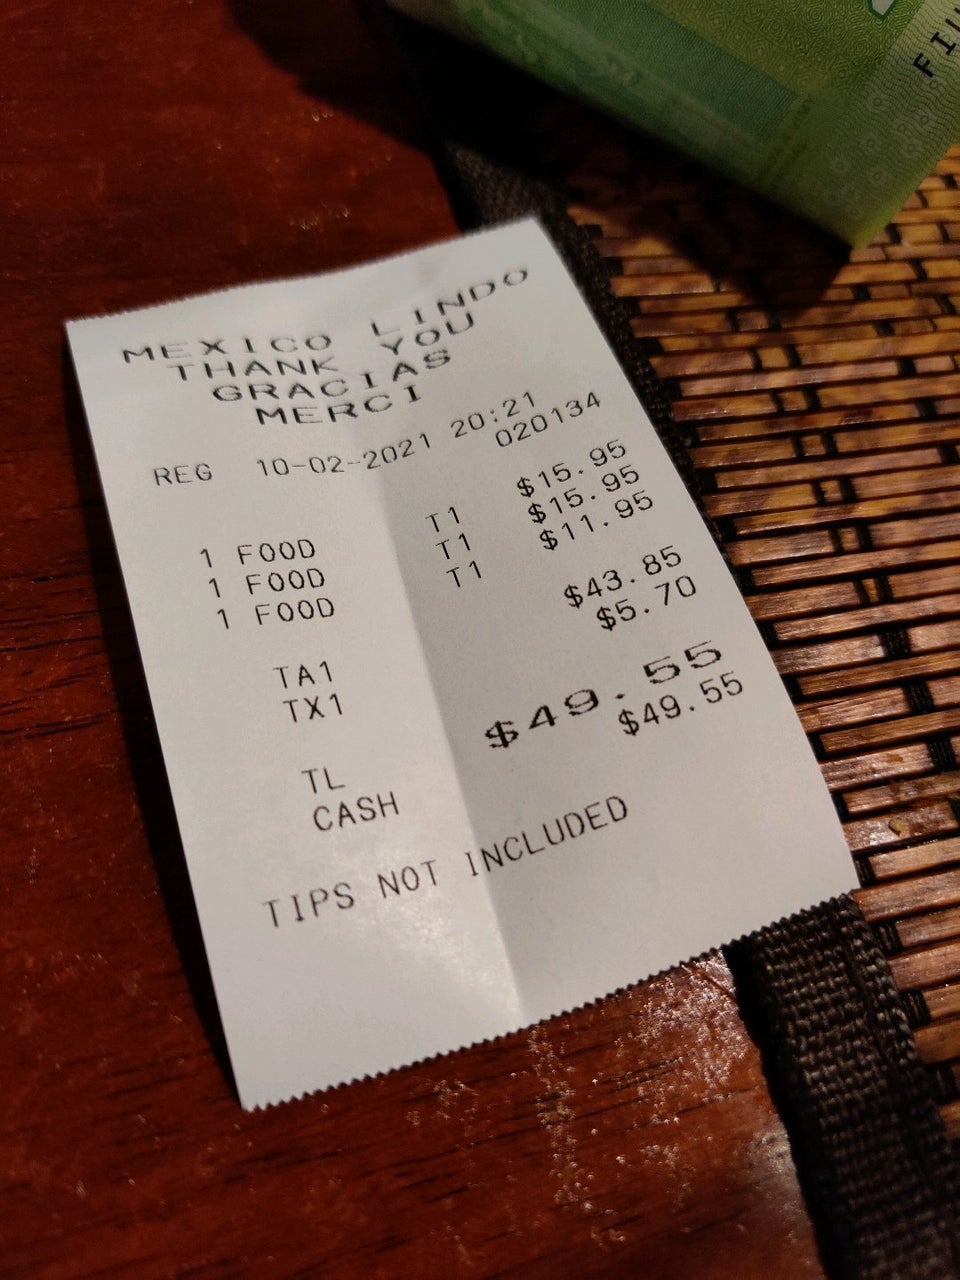 MEXICO LINDO
THANK YOU
GRACIAS
MERCI
REG 10-02-2021 20:21
020134
1 FOOD T1 $15.95
1 FOOD T1 $15.95
1 FOOD T1 $11.95
TA1 $43.85
TX1 $5.70
TL $49.55
CASH $49.55
TIPS NOT INCLUDED